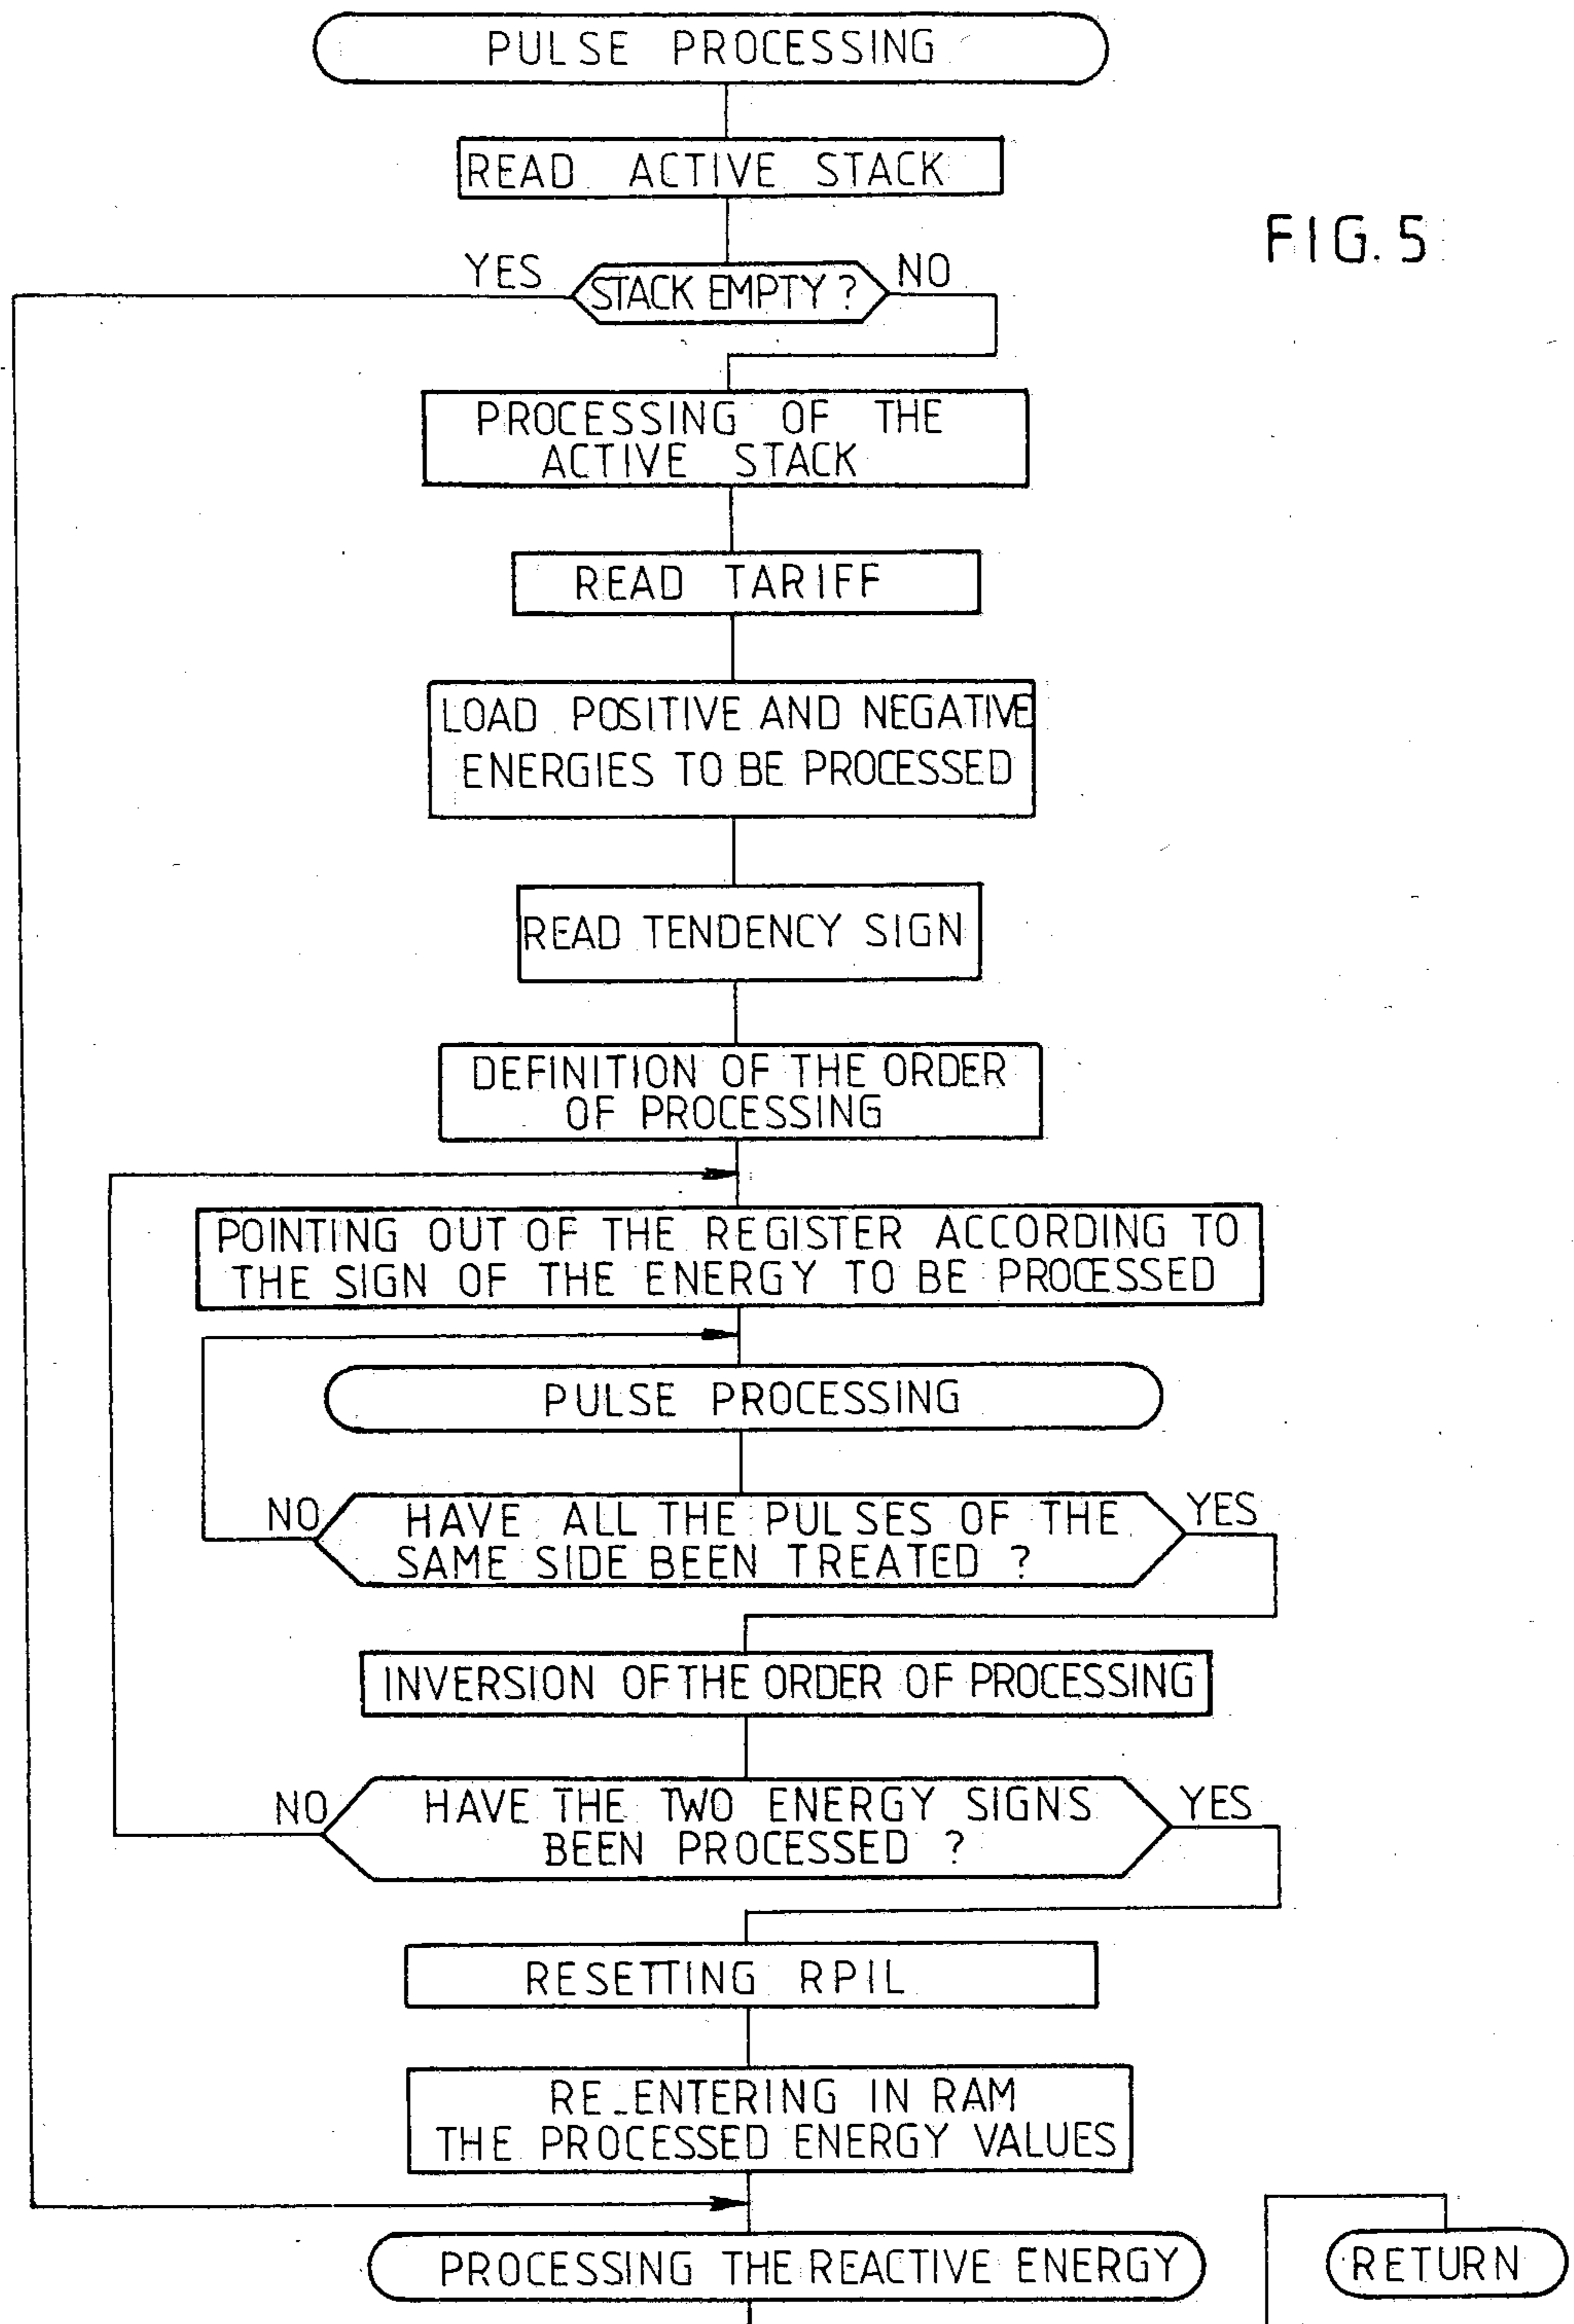 PULSE PROCESSING
READ ACTIVE STACK
FIG. 5
YES
STACK EMPTY ?
NO
PROCESSING OF THE
ACTIVE STACK
READ TARIFF
LOAD POSITIVE AND NEGATIVE
ENERGIES TO BE PROCESSED
READ TENDENCY SIGN
DEFINITION OF THE ORDER
OF PROCESSING
POINTING OUT OF THE REGISTER ACCORDING TO
THE SIGN OF THE ENERGY TO BE PROCESSED
PULSE PROCESSING
NO
HAVE ALL THE PULSES OF THE
SAME SIDE BEEN TREATED ?
YES
INVERSION OF THE ORDER OF PROCESSING
NO
HAVE THE TWO ENERGY SIGNS
BEEN PROCESSED ?
YES
RESETTING RPIL
RE_ENTERING IN RAM
THE PROCESSED ENERGY VALUES
PROCESSING THE REACTIVE ENERGY
RETURN